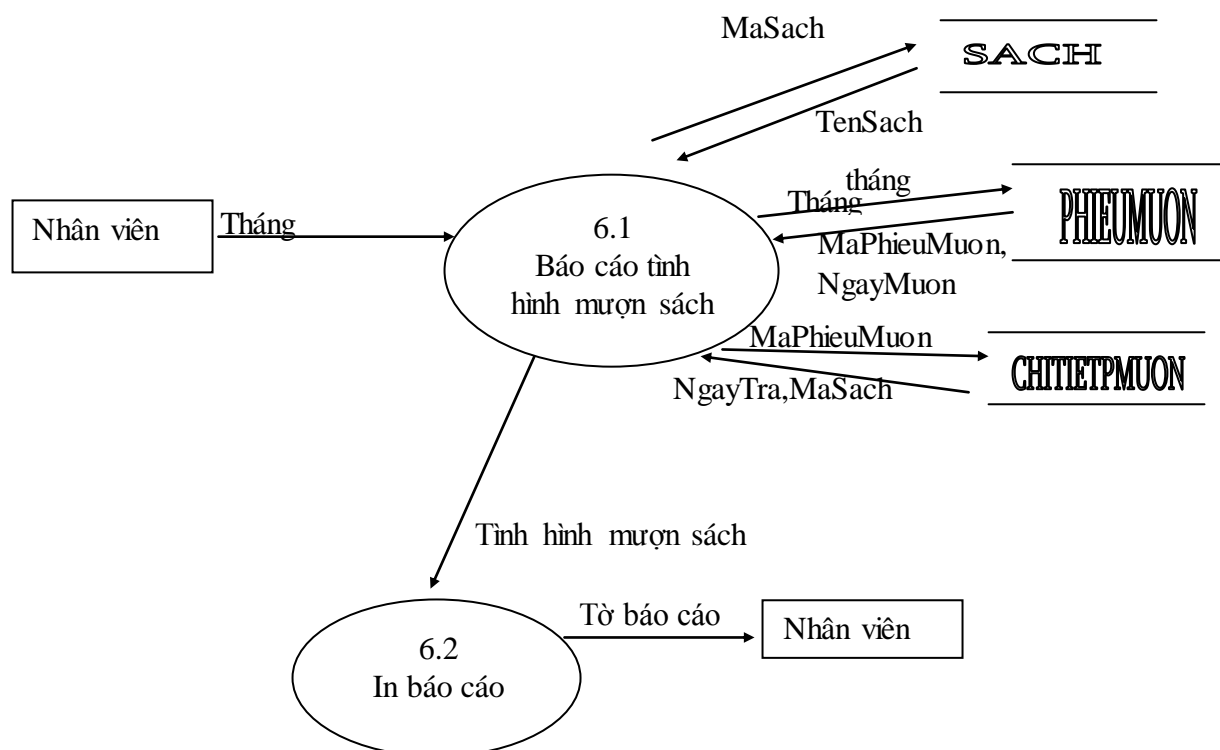 MaSach
SACH
TenSach
tháng
Tháng
PHIEUMUON
Nhân viên
Tháng
6.1
Báo cáo tình
hình mượn sách
MaPhieuMuon,
NgayMuon
MaPhieuMuon
CHITIETPMUON
NgayTra,MaSach
Tình hình mượn sách
Tờ báo cáo
Nhân viên
6.2
In báo cáo